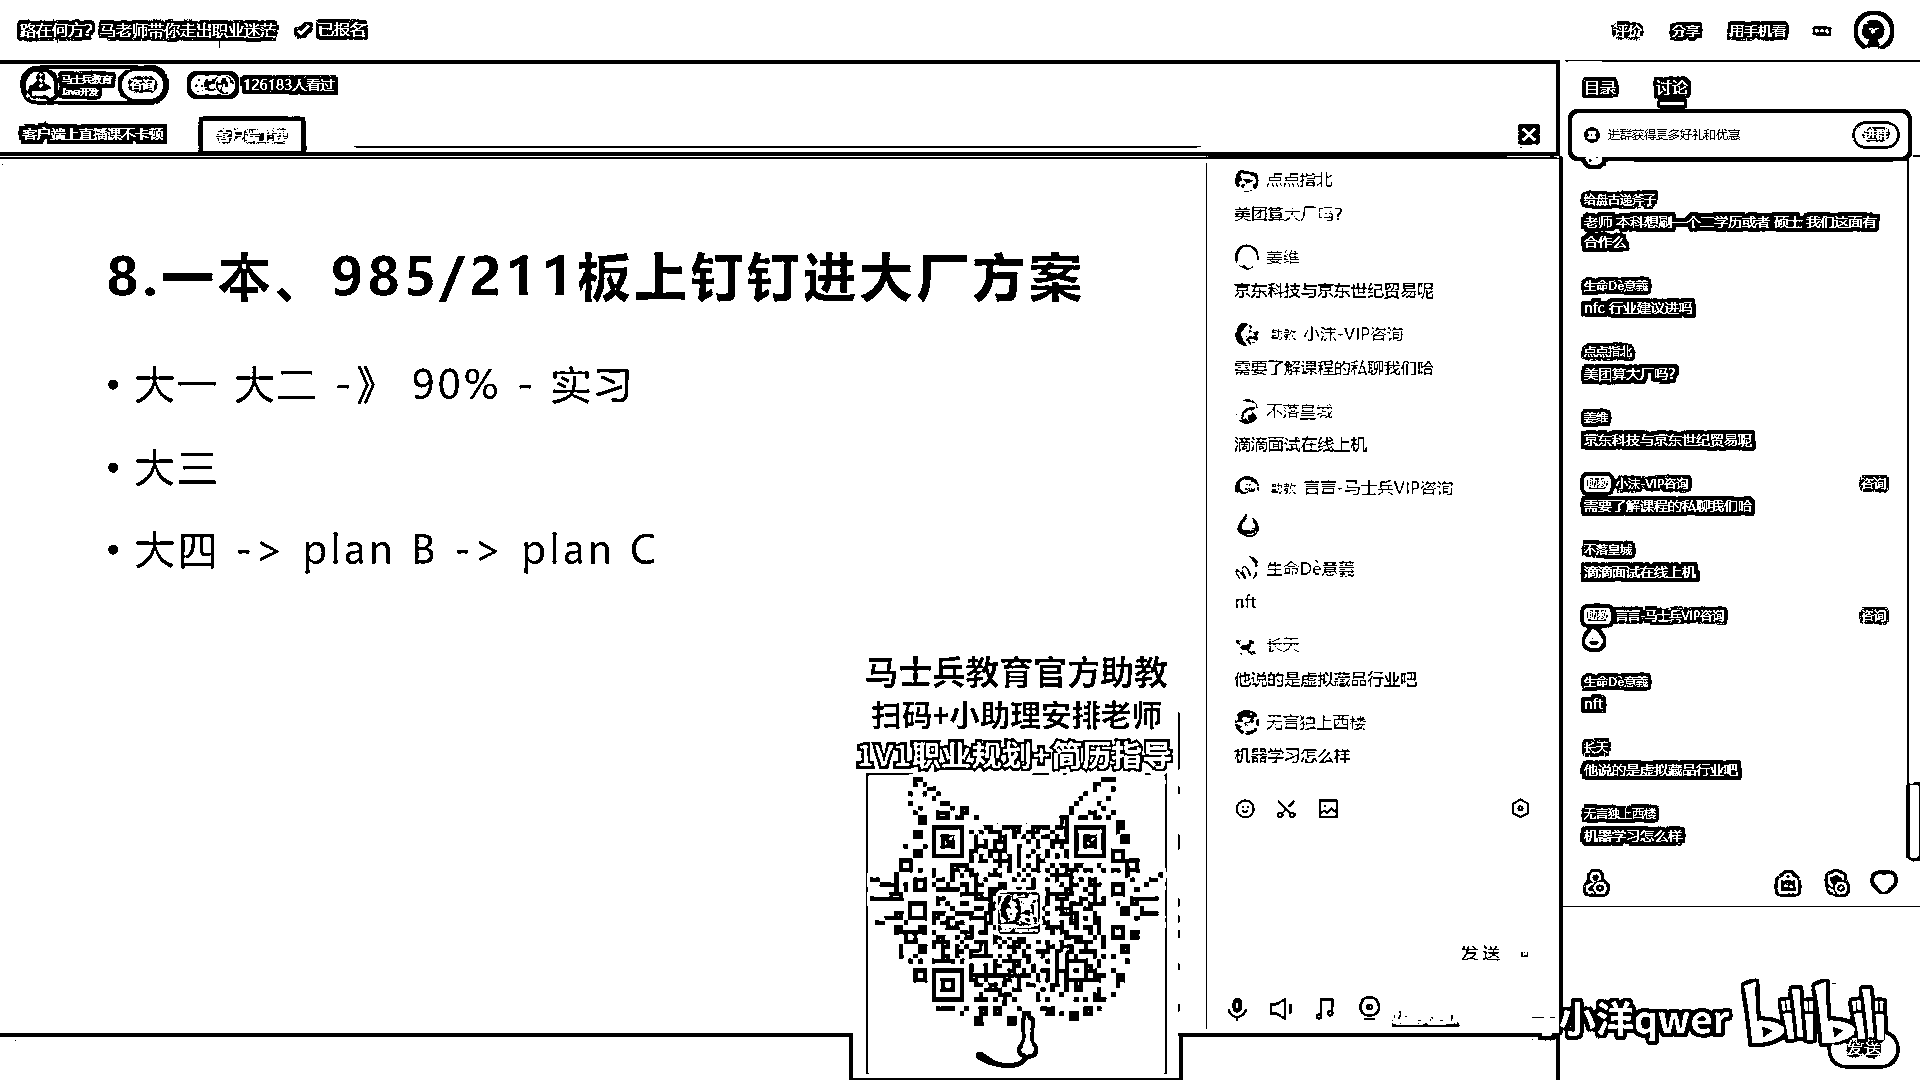 路在何方？马老师带你走出职业迷茫 已报名
评价 分享 用手机看
马士兵教育
Java开发
咨询
126183人看过
客户端上直播课不卡顿
8.一本、985/211板上钉钉进大厂方案
• 大一 大二 -》 90% - 实习
• 大三
• 大四 -> plan B -> plan C
马士兵教育官方助教
扫码+小助理安排老师
1V1职业规划+简历指导
点点指北
美团算大厂吗?
姜维
京东科技与京东世纪贸易呢
助教 小沫-VIP咨询
需要了解课程的私聊我们哈
不落皇城
滴滴面试在线上机
助教 言言-马士兵VIP咨询
生命Dè意義
nft
长天
他说的是虚拟藏品行业吧
无言独上西楼
机器学习怎么样
发送
目录 讨论
进群获得更多好礼和优惠
进群
给盘古递斧子
老师 本科想刷一个二学历或者 硕士 我们这面有
合作么
生命Dè意義
nfc 行业建议进吗
点点指北
美团算大厂吗?
姜维
京东科技与京东世纪贸易呢
助教 小沫-VIP咨询 咨询
需要了解课程的私聊我们哈
不落皇城
滴滴面试在线上机
助教 言言-马士兵VIP咨询 咨询
生命Dè意義
nft
长天
他说的是虚拟藏品行业吧
无言独上西楼
机器学习怎么样
小洋qwer bilibili
发送